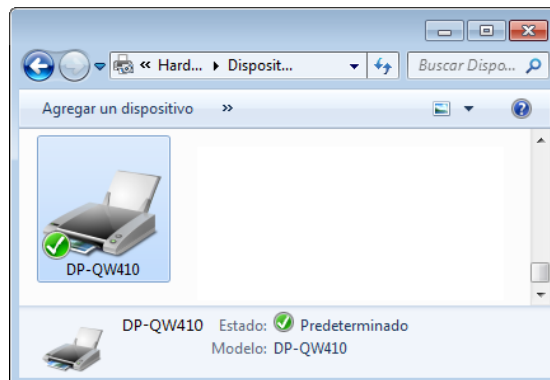 « Hard... ▸ Disposit...
Buscar Dispo...
Agregar un dispositivo »
DP-QW410
DP-QW410 Estado: Predeterminado
Modelo: DP-QW410